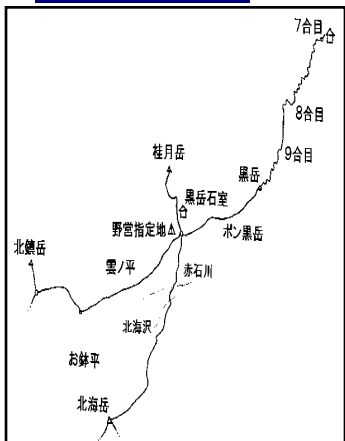 7合目
8合目
9合目
桂月岳
黒岳
黒岳石室
野営指定地
ポン黒岳
北鎮岳
雲ノ平
赤石川
北海沢
お鉢平
北海岳